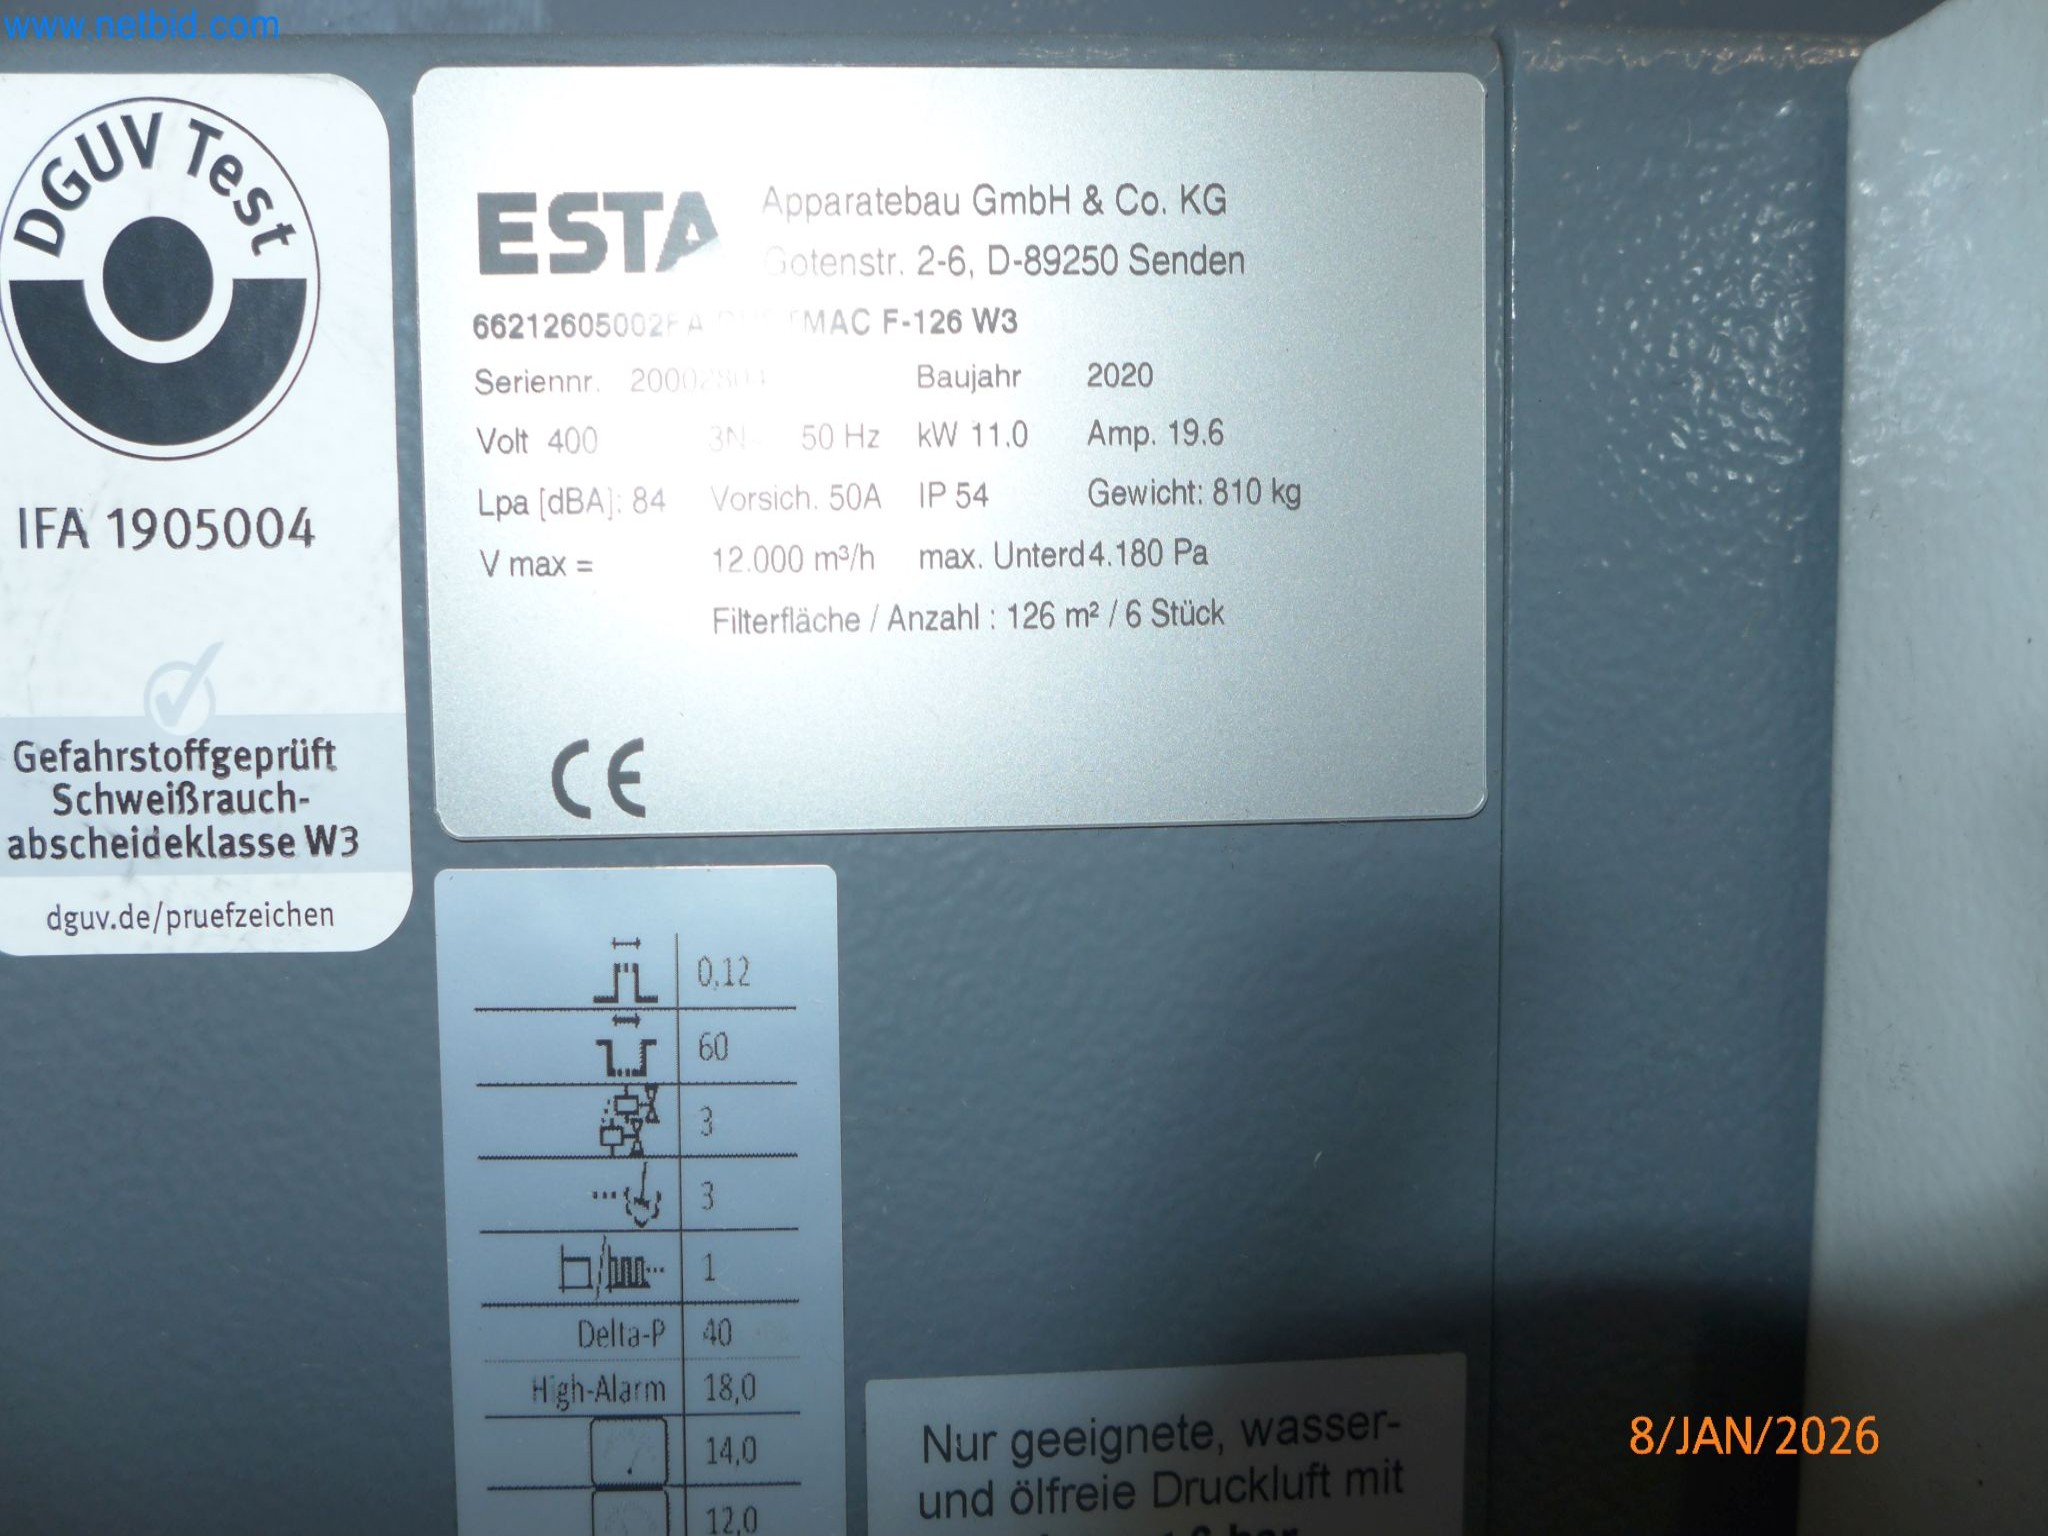 www.netbid.com
DGUV Test
IFA 1905004
Gefahrstoffgeprüft
Schweißrauch-
abscheideklasse W3
dguv.de/pruefzeichen
ESTA Apparatebau GmbH & Co. KG
Gotenstr. 2-6, D-89250 Senden
MAC F-126 W3
Seriennr. Baujahr 2020
Volt 400 3N~ 50 Hz kW 11.0 Amp. 19.6
Lpa [dBA]: 84 Vorsich. 50A IP 54 Gewicht: 810 kg
V max = 12.000 m³/h max. Unterd 4.180 Pa
Filterfläche / Anzahl : 126 m² / 6 Stück
CE
0,12
60
3
3
1
Delta-P 40
High-Alarm 18,0
14,0
12,0
Nur geeignete, wasser-
und ölfreie Druckluft mit
8/JAN/2026